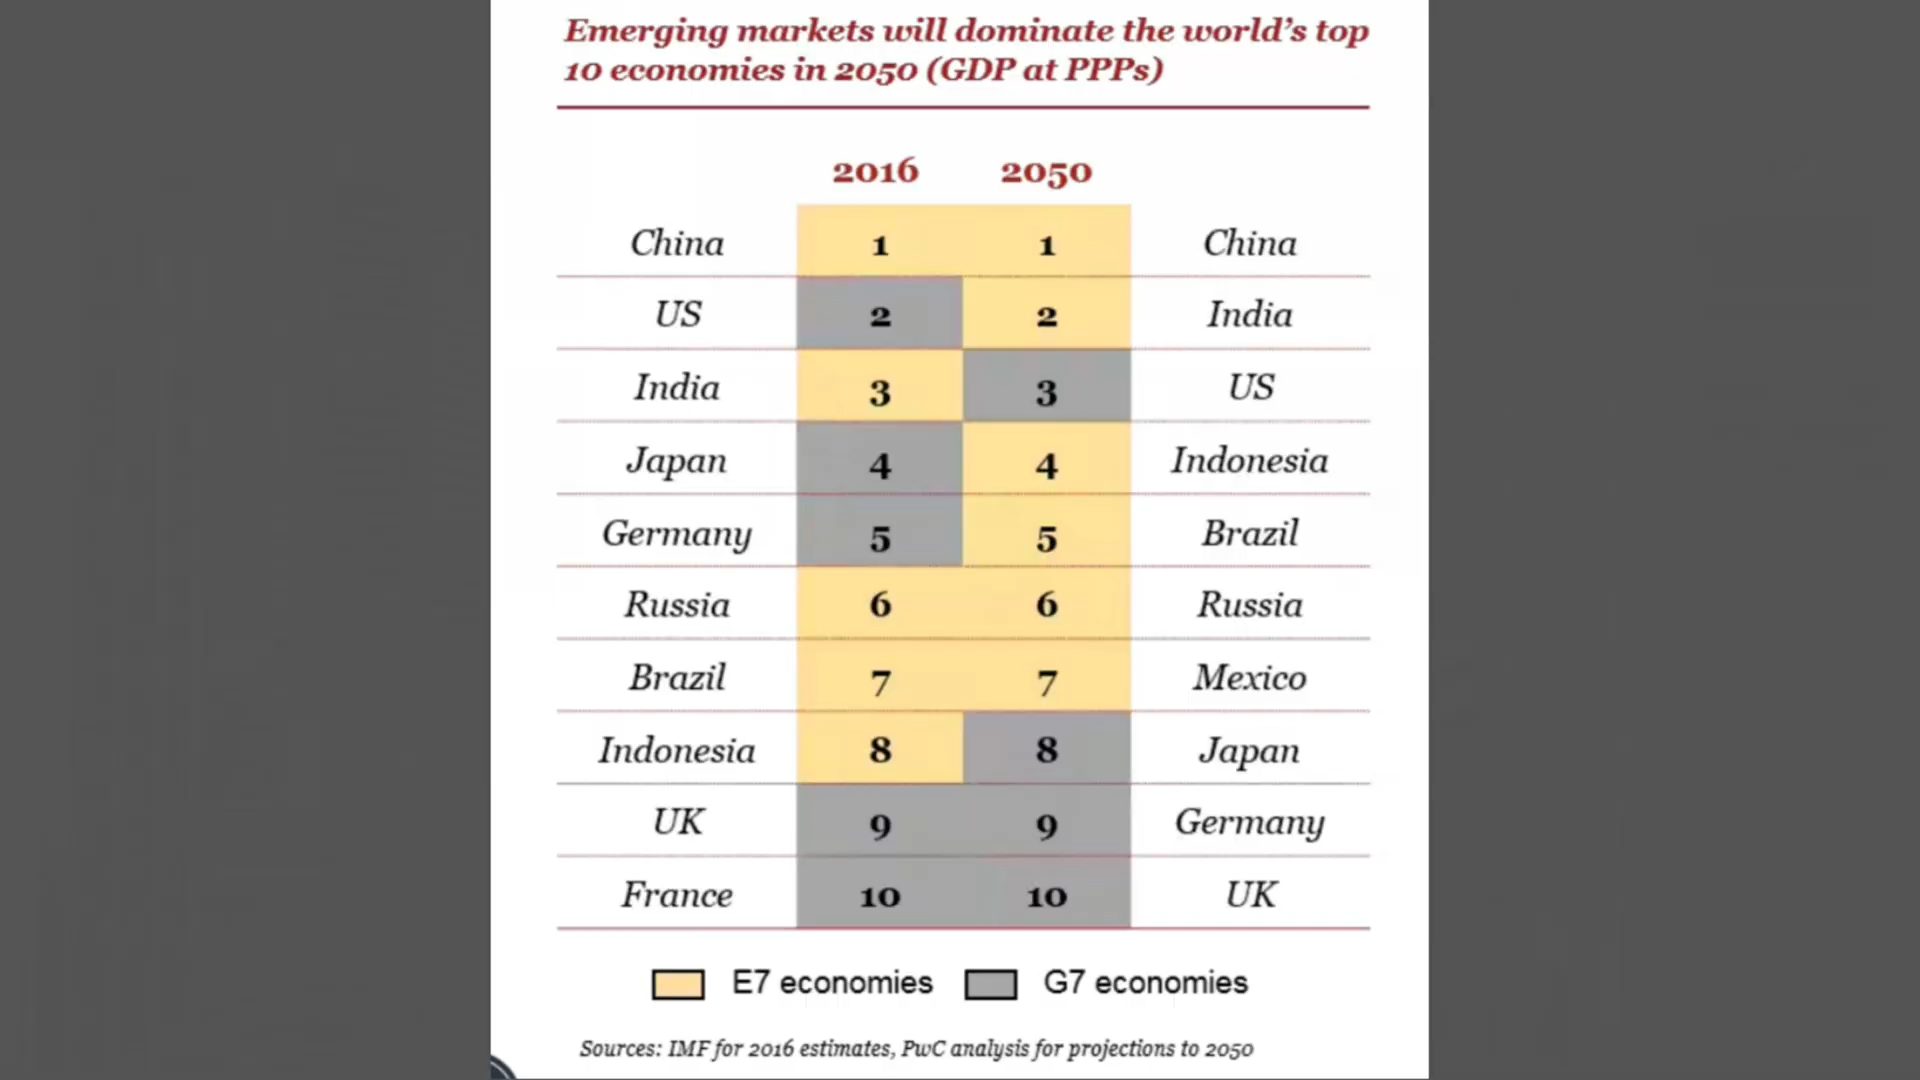 Emerging markets will dominate the world's top
10 economies in 2050 (GDP at PPPs)
2016 2050
China 1 1 China
US 2 2 India
India 3 3 US
Japan 4 4 Indonesia
Germany 5 5 Brazil
Russia 6 6 Russia
Brazil 7 7 Mexico
Indonesia 8 8 Japan
UK 9 9 Germany
France 10 10 UK
E7 economies G7 economies
Sources: IMF for 2016 estimates, PwC analysis for projections to 2050